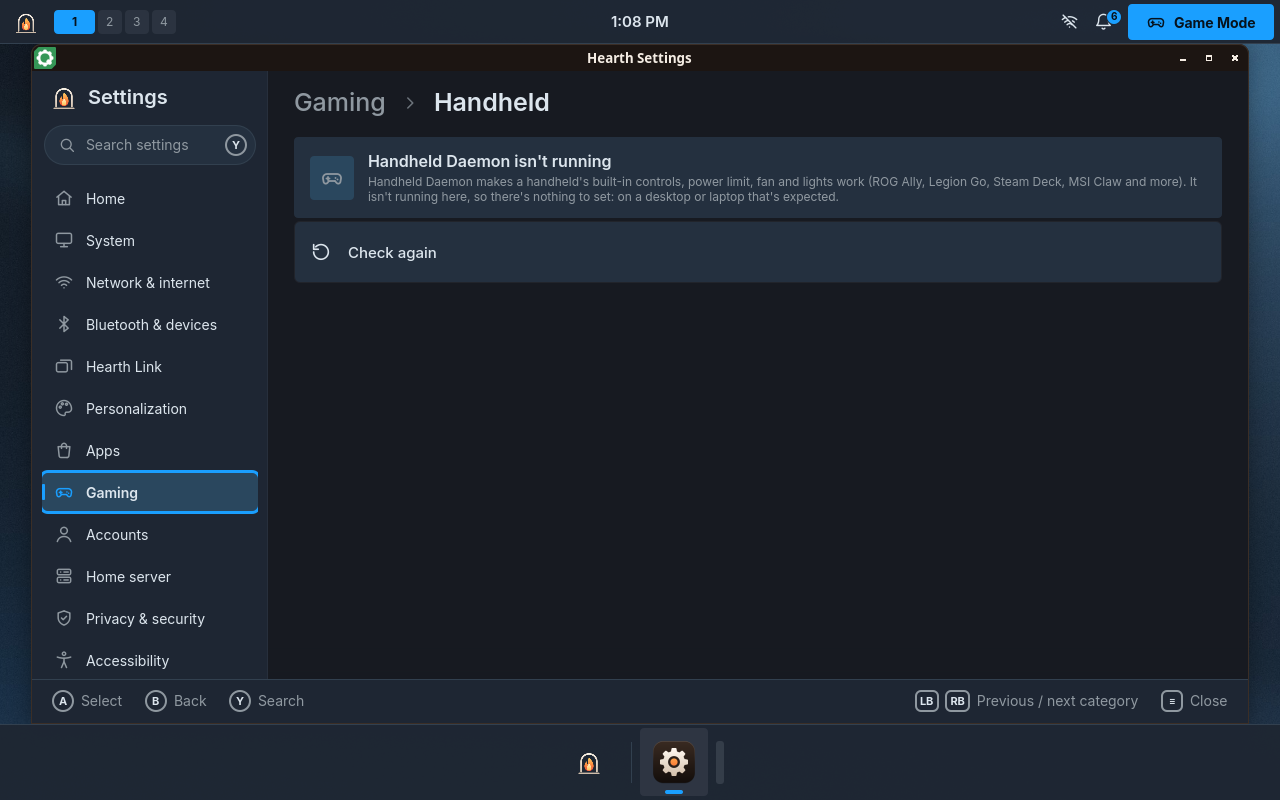 1
2
3
4
1:08 PM
6
Game Mode
Hearth Settings
Settings
Search settings
Y
Home
System
Network & internet
Bluetooth & devices
Hearth Link
Personalization
Apps
Gaming
Accounts
Home server
Privacy & security
Accessibility
Gaming > Handheld
Handheld Daemon isn't running
Handheld Daemon makes a handheld's built-in controls, power limit, fan and lights work (ROG Ally, Legion Go, Steam Deck, MSI Claw and more). It
isn't running here, so there's nothing to set: on a desktop or laptop that's expected.
Check again
A Select
B Back
Y Search
LB RB Previous / next category
≡ Close